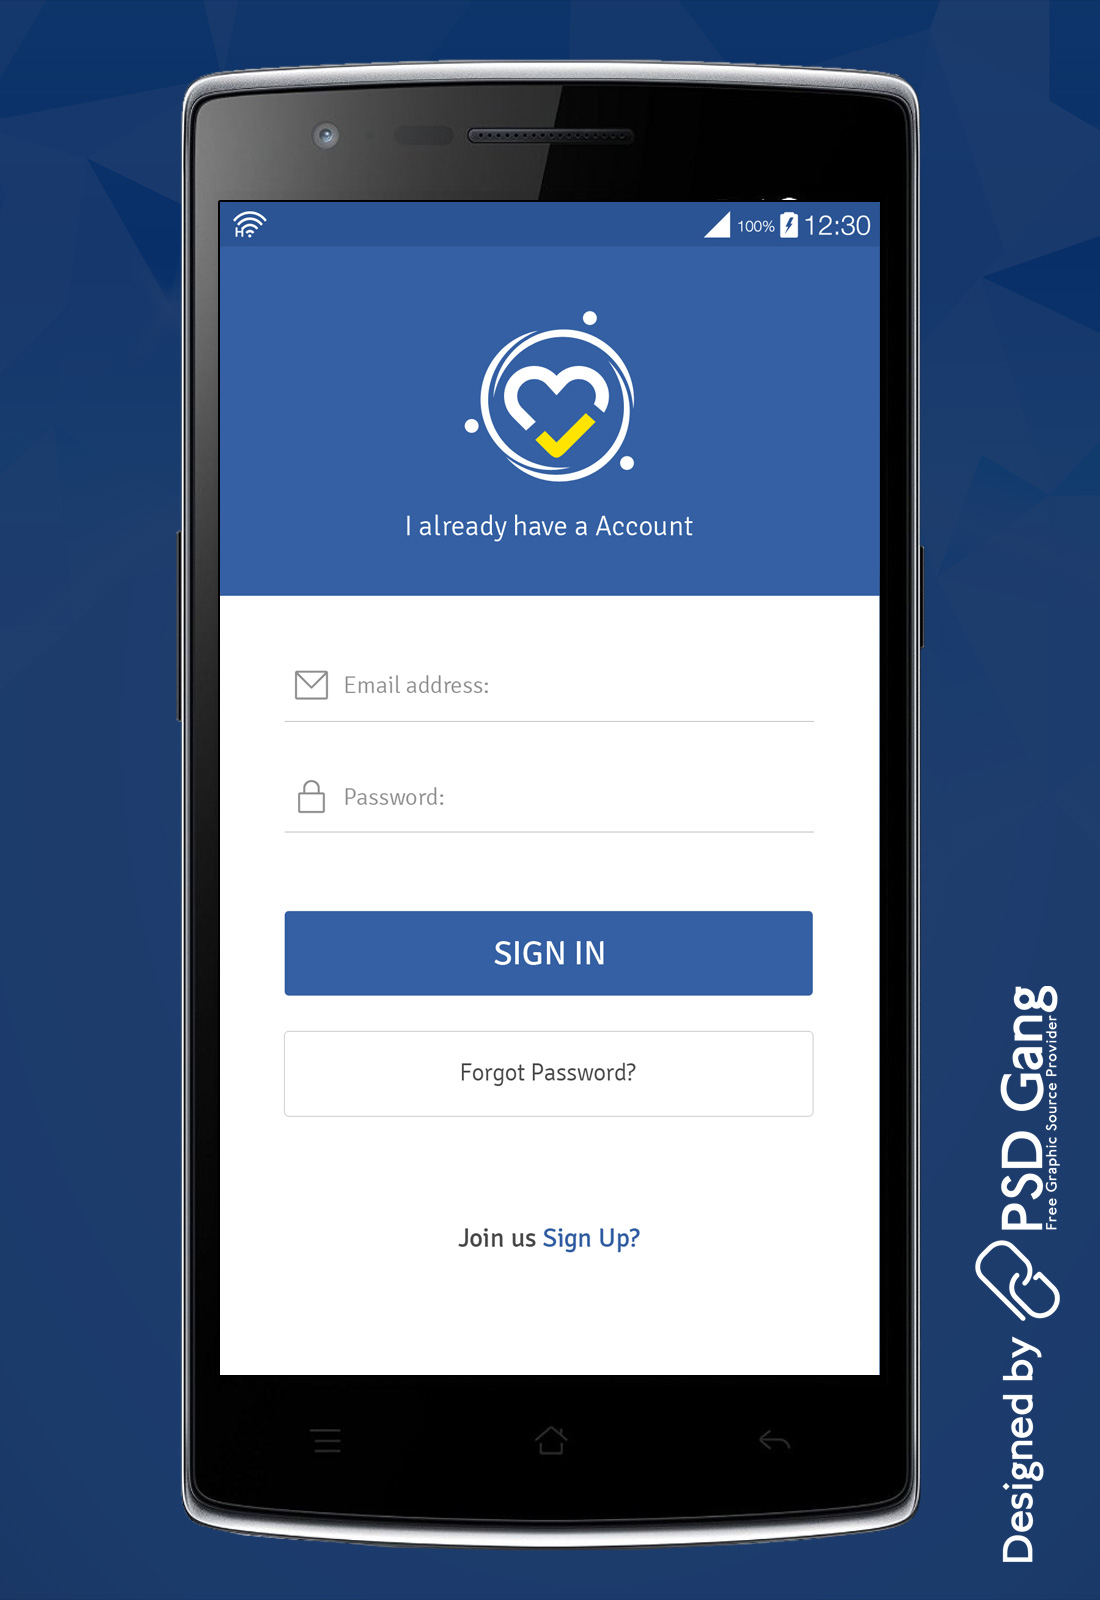 H
100% 12:30
I already have a Account
Email address:
Password:
SIGN IN
Forgot Password?
Join us Sign Up?
Designed by PSD Gang
Free Graphic Source Provider